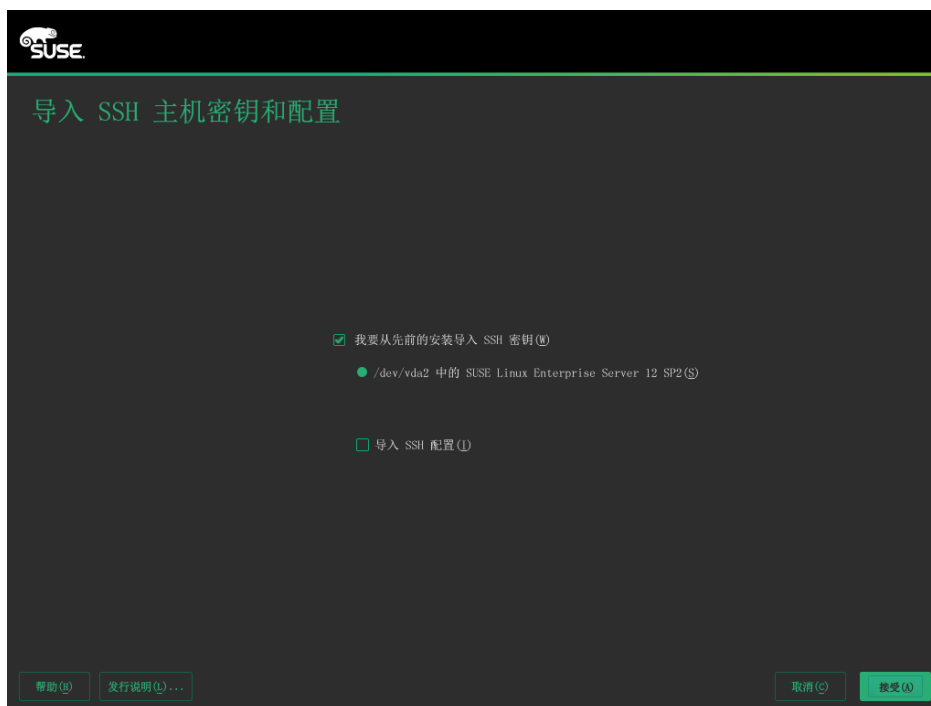 SUSE.
导入 SSH 主机密钥和配置
我要从先前的安装导入 SSH 密钥(W)
/dev/vda2 中的 SUSE Linux Enterprise Server 12 SP2(S)
导入 SSH 配置(I)
帮助(H) 发行说明(L)... 取消(C) 接受(A)